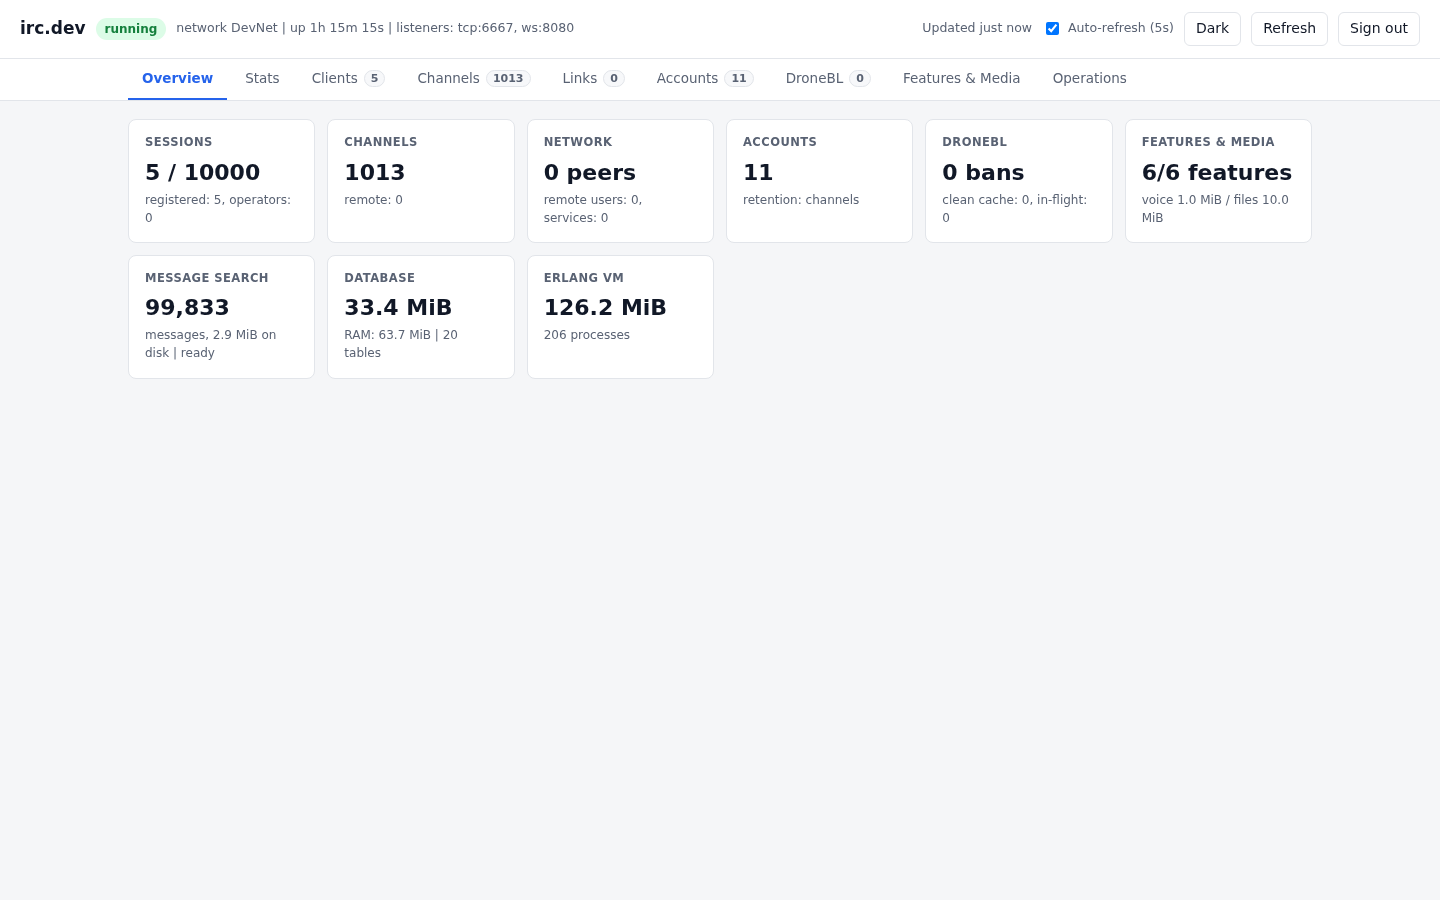 irc.dev running network DevNet | up 1h 15m 15s | listeners: tcp:6667, ws:8080 Updated just now Auto-refresh (5s) Dark Refresh Sign out
Overview Stats Clients 5 Channels 1013 Links 0 Accounts 11 DroneBL 0 Features & Media Operations
SESSIONS
5 / 10000
registered: 5, operators:
0
CHANNELS
1013
remote: 0
NETWORK
0 peers
remote users: 0,
services: 0
ACCOUNTS
11
retention: channels
DRONEBL
0 bans
clean cache: 0, in-flight:
0
FEATURES & MEDIA
6/6 features
voice 1.0 MiB / files 10.0
MiB
MESSAGE SEARCH
99,833
messages, 2.9 MiB on
disk | ready
DATABASE
33.4 MiB
RAM: 63.7 MiB | 20
tables
ERLANG VM
126.2 MiB
206 processes